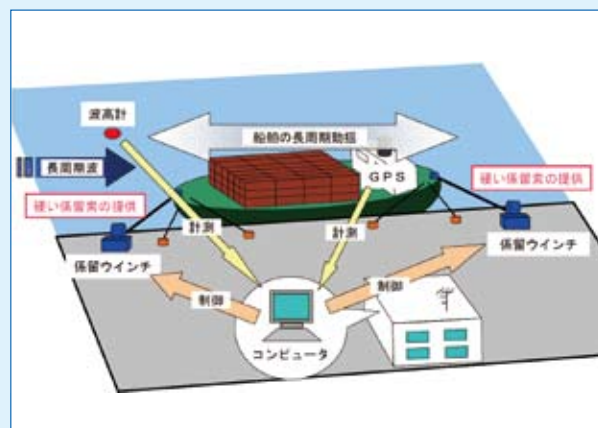 波高計
船舶の長周期動揺
長周期波
GPS
硬い係留索の提供
硬い係留索の提供
計測
計測
係留ウインチ
係留ウインチ
制御
制御
コンピュータ